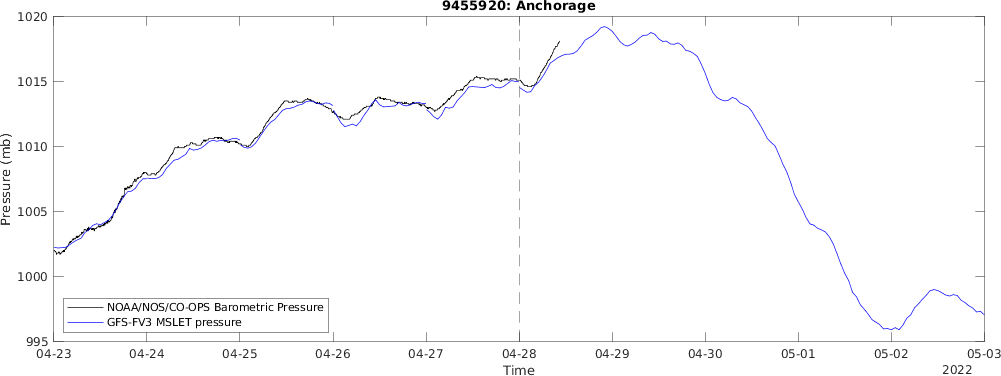 9455920: Anchorage
Pressure (mb)
1020
1015
1010
1005
1000
995
NOAA/NOS/CO-OPS Barometric Pressure
GFS-FV3 MSLET pressure
04-23 04-24 04-25 04-26 04-27 04-28 04-29 04-30 05-01 05-02 05-03
Time
2022